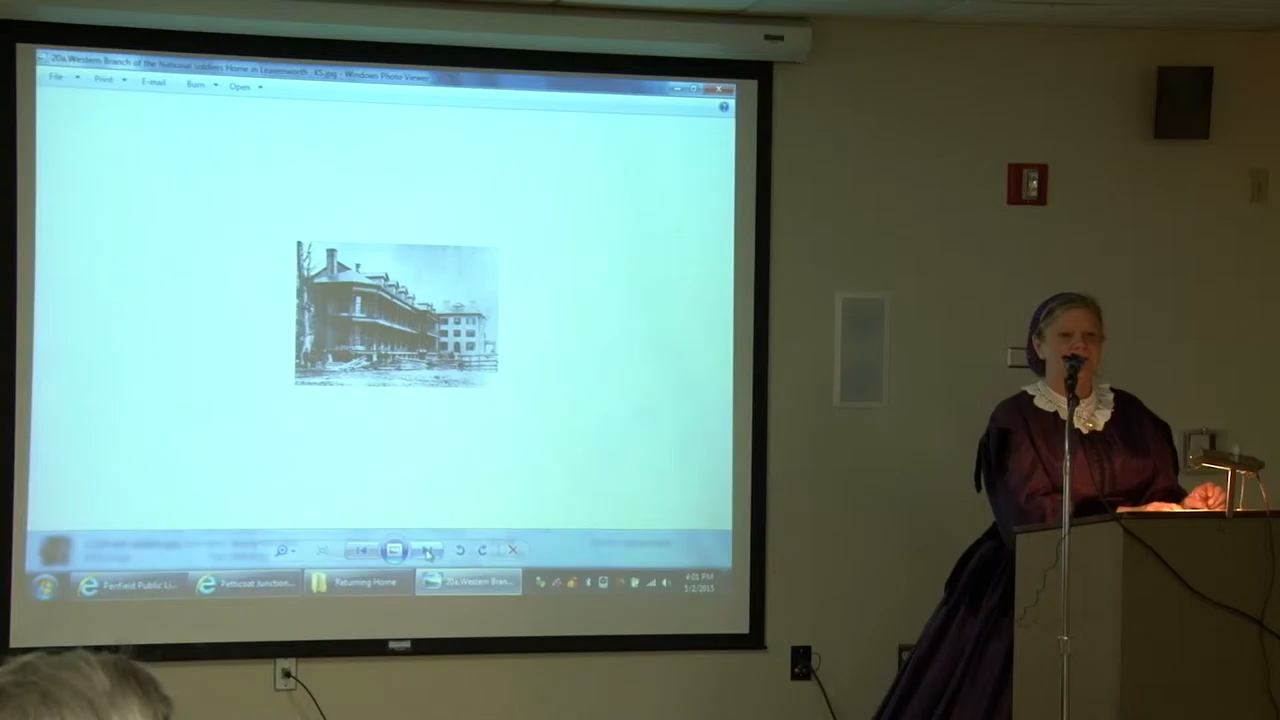 20a.Western Branch of the National soldiers Home in Leavenworth, KS.jpg - Windows Photo Viewer
File Print E-mail Burn Open
Penfield Public Li... Petticoat Junction... Returning Home 20a.Western Bran...
4:01 PM
5/2/2015